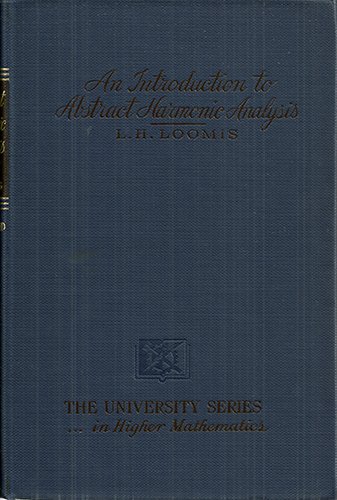 An Introduction to
Abstract Harmonic Analysis
L. H. LOOMIS
THE UNIVERSITY SERIES
... in Higher Mathematics